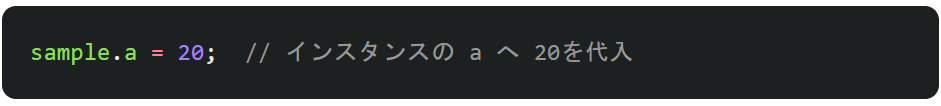 sample.a = 20;  // インスタンスの a へ 20を代入